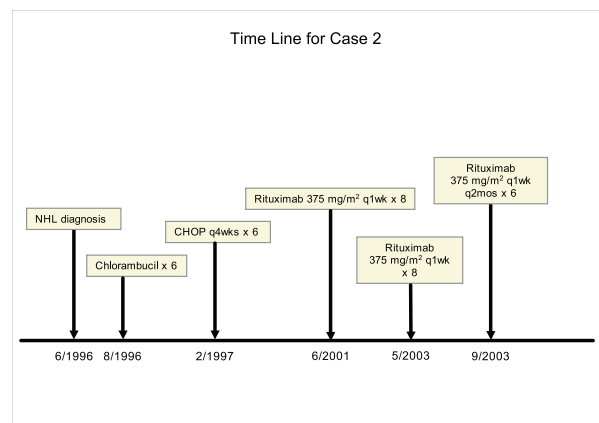 Time Line for Case 2
NHL diagnosis
Chlorambucil x 6
CHOP q4wks x 6
Rituximab 375 mg/m² q1wk x 8
Rituximab
375 mg/m² q1wk
x 8
Rituximab
375 mg/m² q1wk
q2mos x 6
6/1996 8/1996 2/1997 6/2001 5/2003 9/2003